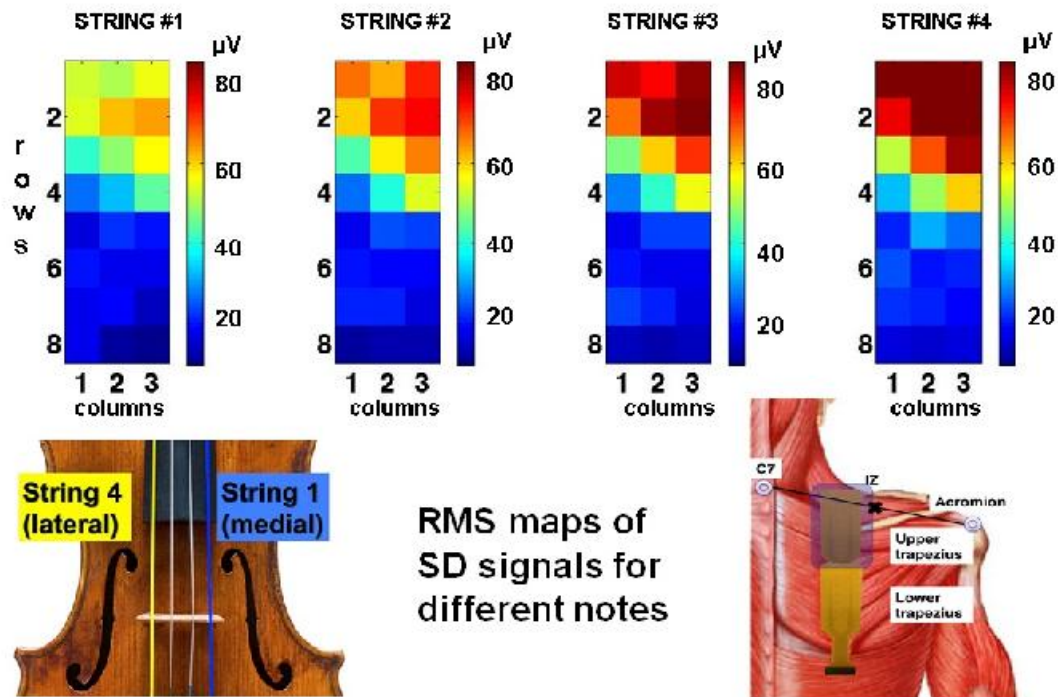 STRING #1
STRING #2
STRING #3
STRING #4
µV
µV
µV
µV
rows
2
4
6
8
80
60
40
20
1 2 3
columns
2
4
6
8
80
60
40
20
1 2 3
columns
2
4
6
8
80
60
40
20
1 2 3
columns
2
4
6
8
80
60
40
20
1 2 3
columns
String 4
(lateral)
String 1
(medial)
RMS maps of
SD signals for
different notes
C7
IZ
Acromion
Upper
trapezius
Lower
trapezius